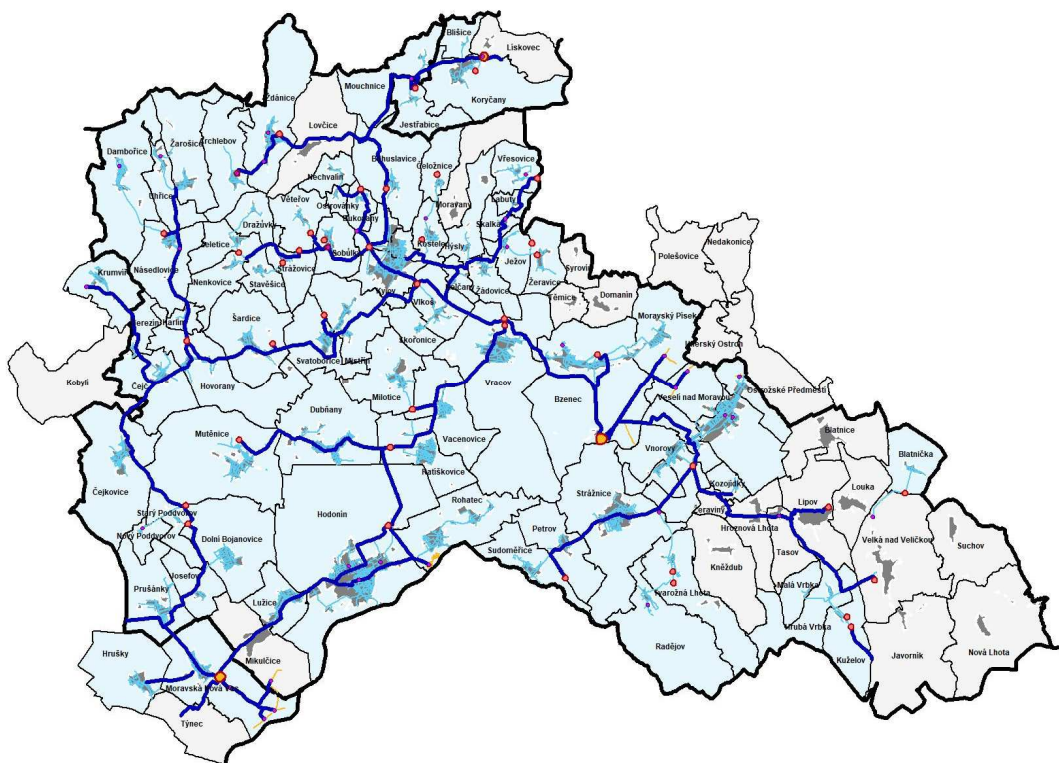 Blišice
Lískovec
Mouchnice
Koryčany
Ždánice
Lovčice
Jestřabice
Dambořice
Žarošice
Archlebov
Bohuslavice
Čeložnice
Vřesovice
Nechvalín
Uhřice
Věteřov
Ostrovánky
Moravany
Labuty
Bukovany
Skalka
Dražůvky
Nedakonice
Želetice
Sobůlky
Kostelec
Hýsly
Polešovice
Krumvíř
Násedlovice
Strážovice
Ježov
Syrovín
Nenkovice
Stavěšice
Kyjov
Žádovice
Žeravice
Těmice
Domanín
Vlkoš
Karlín
Šardice
Moravský Písek
Skoronice
Kobylí
Čejč
Hovorany
Svatobořice
Mistřín
Milotice
Vracov
Bzenec
Veselí nad Moravou
Ostrožské Předměstí
Dubňany
Mutěnice
Blatnice
Vacenovice
Vnorovy
Blatnička
Čejkovice
Ratíškovice
Kozojídky
Louka
Rohatec
Strážnice
Lipov
Starý Poddvorov
Hodonín
Žeraviny
Hroznová Lhota
Nový Poddvorov
Petrov
Dolní Bojanovice
Sudoměřice
Velká nad Veličkou
Suchov
Tasov
Kněždub
Josefov
Prušánky
Tvarožná Lhota
Malá Vrbka
Lužice
Hrubá Vrbka
Radějov
Mikulčice
Kuželov
Javorník
Nová Lhota
Hrušky
Moravská Nová Ves
Týnec